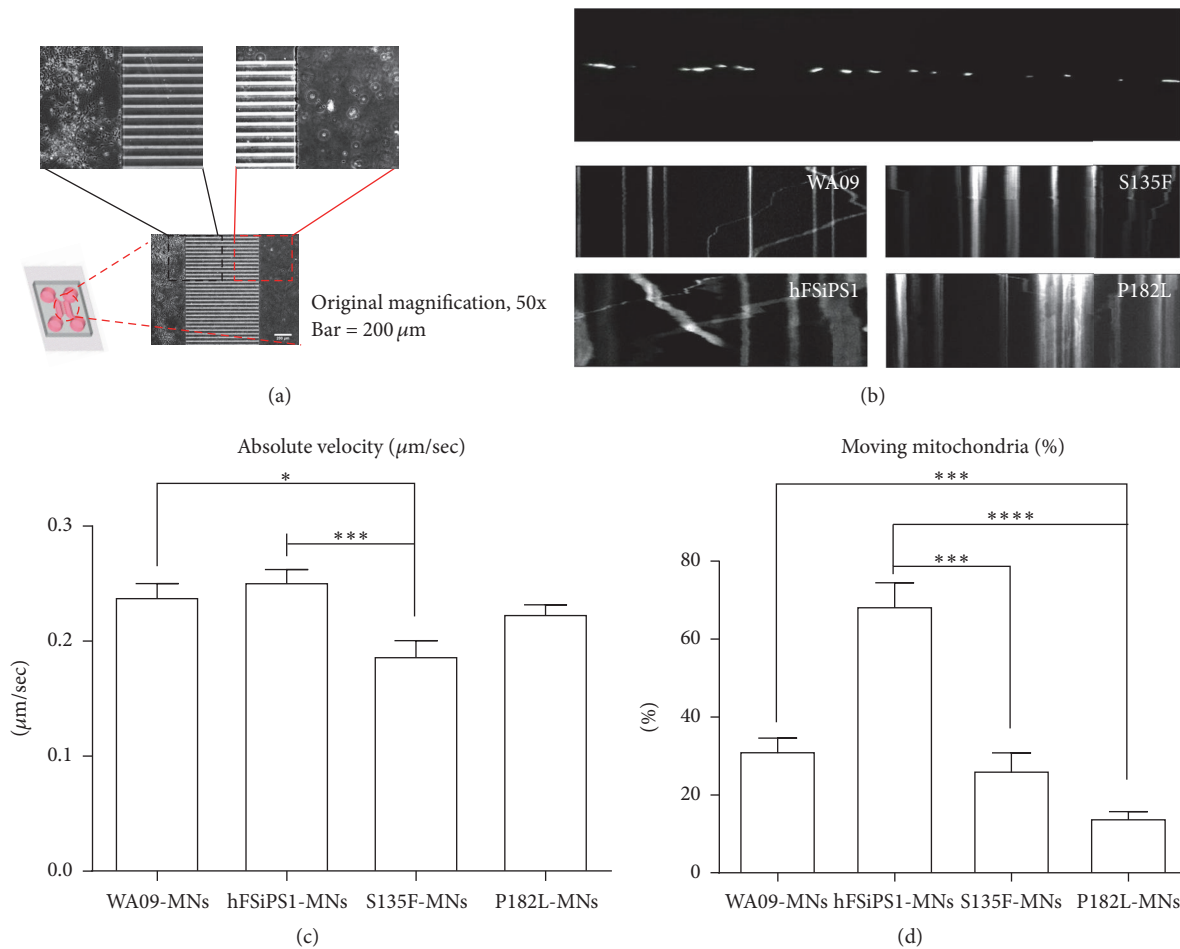 Original magnification, 50x
Bar = 200 μm
(a)
WA09
S135F
hFSiPS1
P182L
(b)
Absolute velocity (μm/sec)
(μm/sec)
0.3
0.2
0.1
0.0
*
***
WA09-MNs hFSiPS1-MNs S135F-MNs P182L-MNs
(c)
Moving mitochondria (%)
(%)
80
60
40
20
0
***
****
***
WA09-MNs hFSiPS1-MNs S135F-MNs P182L-MNs
(d)